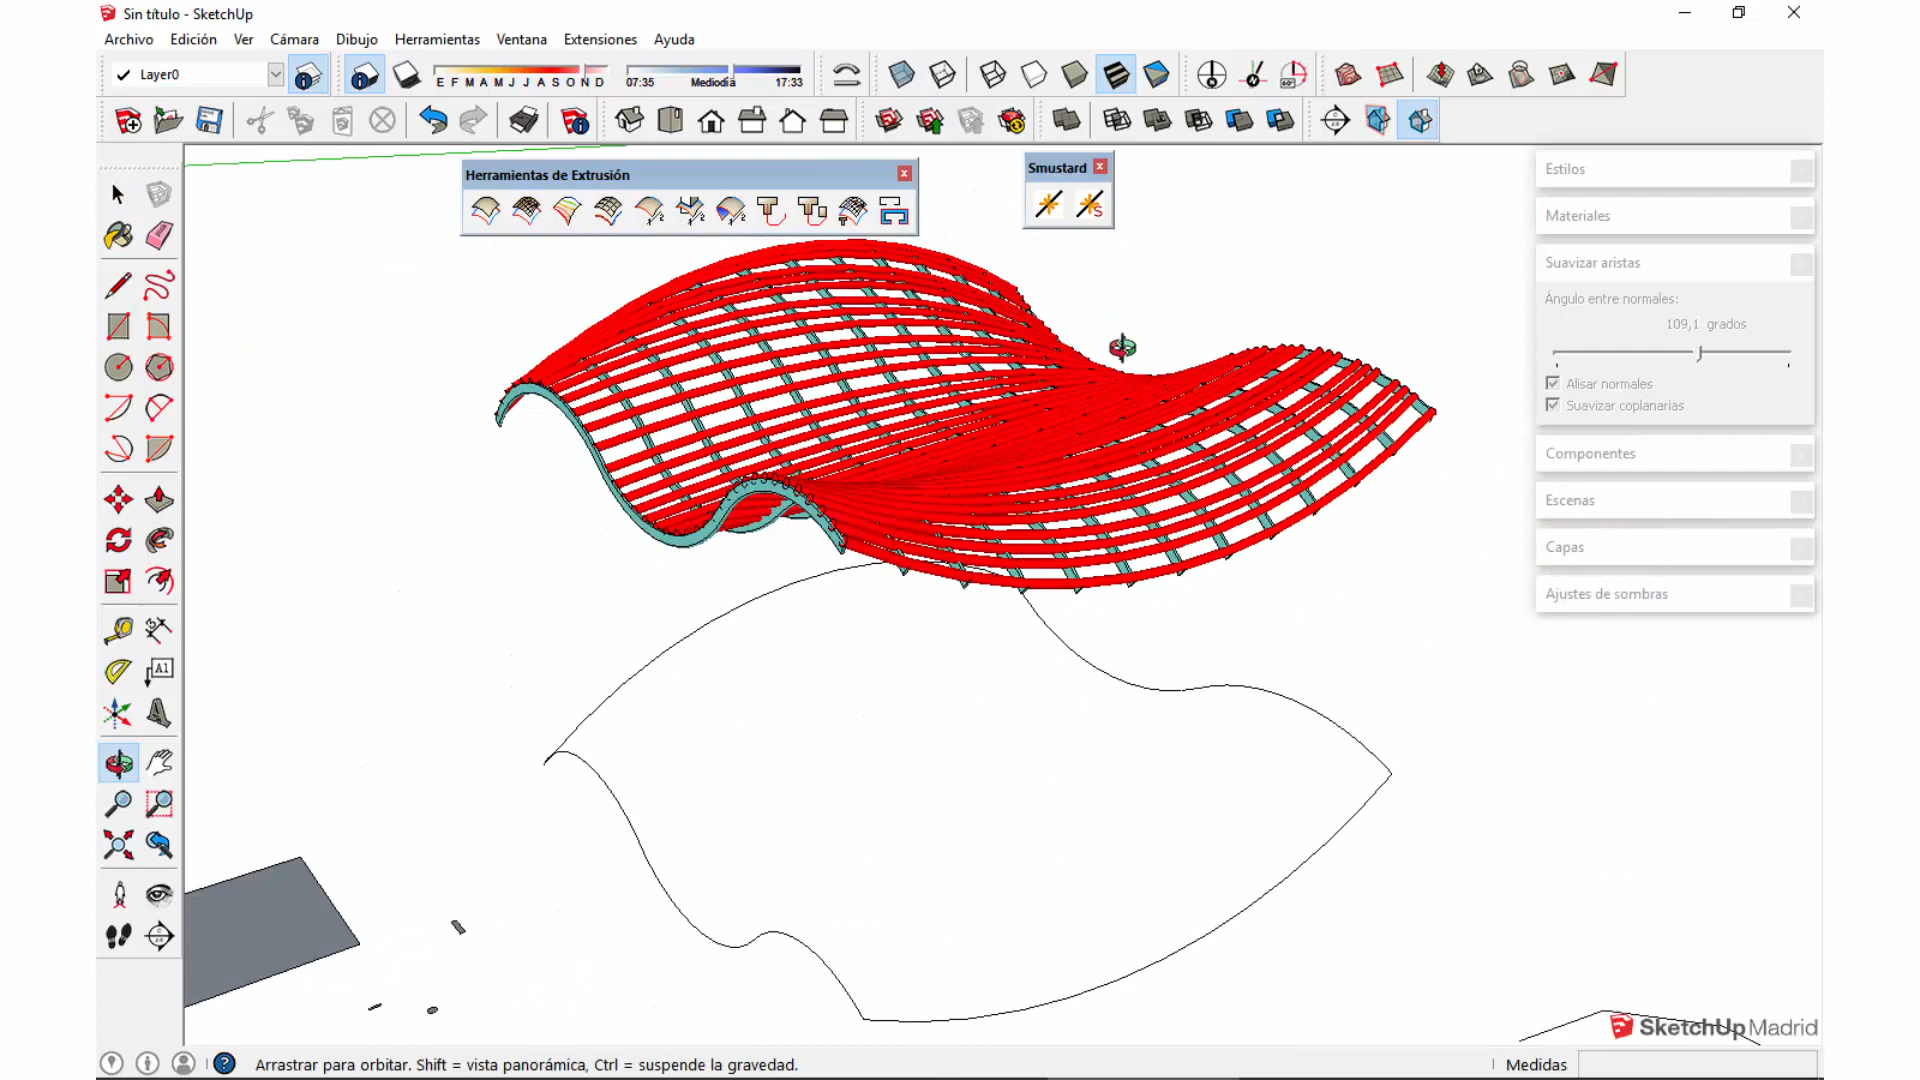 Sin título - SketchUp
Archivo Edición Ver Cámara Dibujo Herramientas Ventana Extensiones Ayuda
Layer0
E F M A M J J A S O N D
07:35 Mediodía 17:33
Herramientas de Extrusión
Smustard
Estilos
Materiales
Suavizar aristas
Ángulo entre normales:
109,1 grados
Alisar normales
Suavizar coplanarias
Componentes
Escenas
Capas
Ajustes de sombras
A1
SketchUpMadrid
Arrastrar para orbitar. Shift = vista panorámica, Ctrl = suspende la gravedad.
Medidas